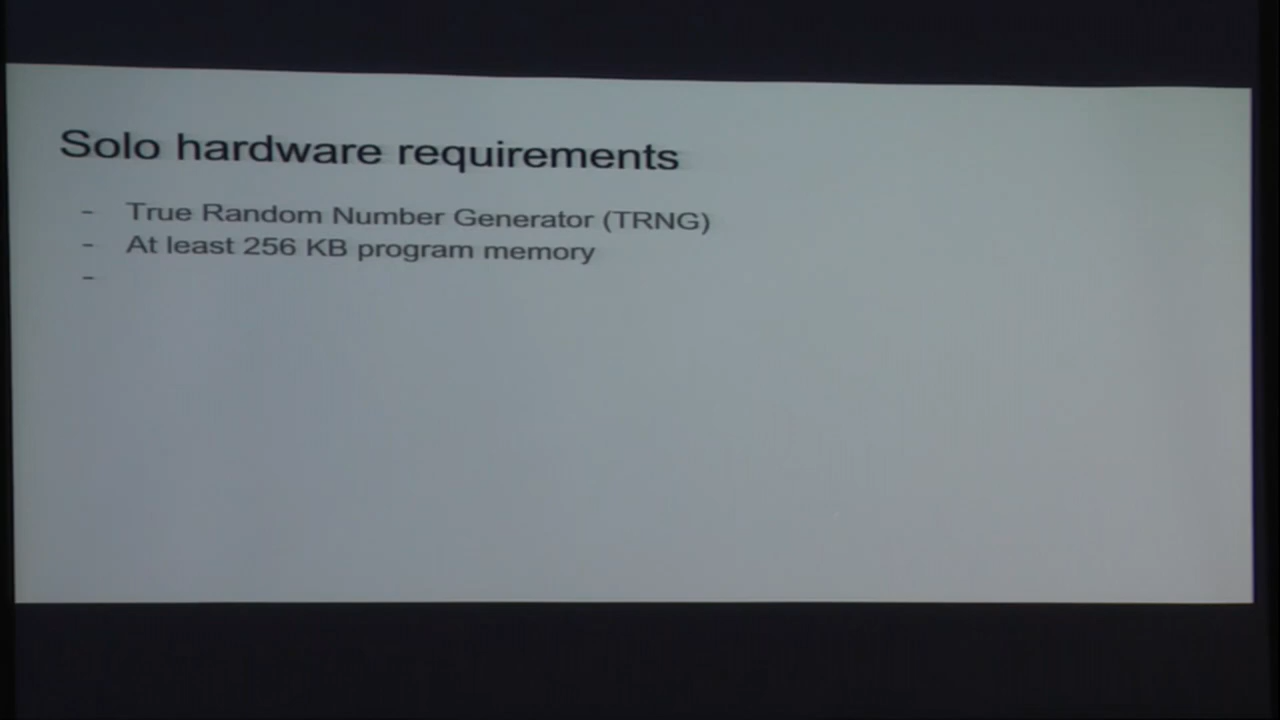 Solo hardware requirements
- True Random Number Generator (TRNG)
- At least 256 KB program memory
-